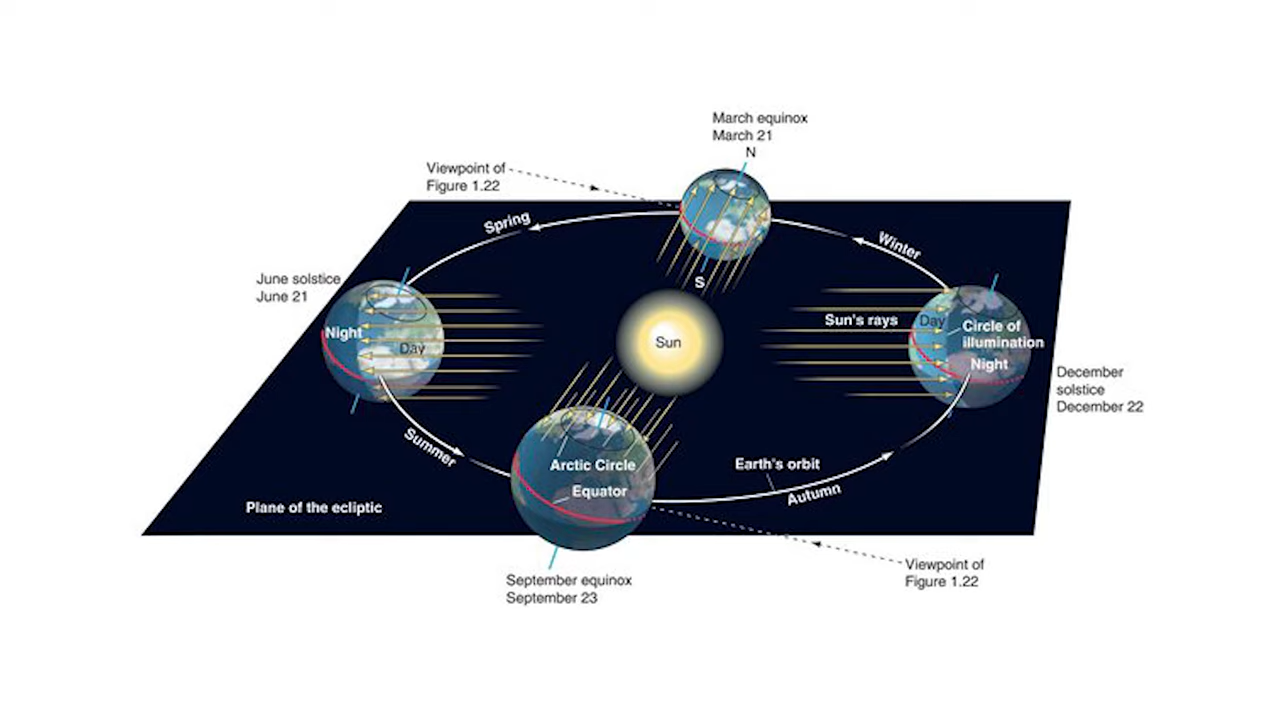 March equinox
March 21
N
Viewpoint of
Figure 1.22
Spring
Winter
S
June solstice
June 21
Night
Day
Sun
Sun's rays
Day
Circle of
illumination
Night
December
solstice
December 22
Summer
Arctic Circle
Equator
Earth's orbit
Autumn
Plane of the ecliptic
Viewpoint of
Figure 1.22
September equinox
September 23